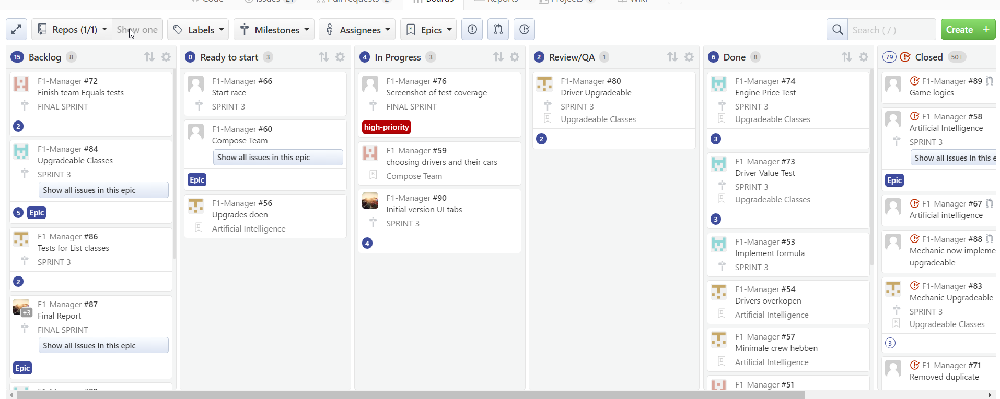 Code Issues 21 Pull requests 2 Boards Reports Projects Wiki
Repos (1/1) Show one Labels Milestones Assignees Epics Search ( / ) Create +
15 Backlog 8
F1-Manager #72
Finish team Equals tests
FINAL SPRINT
2
F1-Manager #84
Upgradeable Classes
SPRINT 3
Show all issues in this epic
5 Epic
F1-Manager #86
Tests for List classes
SPRINT 3
2
+3
F1-Manager #87
Final Report
FINAL SPRINT
Show all issues in this epic
Epic
0 Ready to start 3
F1-Manager #66
Start race
SPRINT 3
F1-Manager #60
Compose Team
Show all issues in this epic
Epic
F1-Manager #56
Upgrades doen
E Artificial Intelligence
4 In Progress 3
F1-Manager #76
Screenshot of test coverage
FINAL SPRINT
high-priority
F1-Manager #59
choosing drivers and their cars
E Compose Team
F1-Manager #90
Initial version UI tabs
SPRINT 3
4
2 Review/QA 1
F1-Manager #80
Driver Upgradeable
SPRINT 3
E Upgradeable Classes
2
6 Done 8
F1-Manager #74
Engine Price Test
SPRINT 3
E Upgradeable Classes
3
F1-Manager #73
Driver Value Test
SPRINT 3
E Upgradeable Classes
3
F1-Manager #53
Implement formula
SPRINT 3
F1-Manager #54
Drivers overkopen
E Artificial Intelligence
F1-Manager #57
Minimale crew hebben
E Artificial Intelligence
F1-Manager #51
79 Closed 50+
F1-Manager #89
Game logics
F1-Manager #58
Artificial Intelligence
SPRINT 3
Show all issues in this e
Epic
F1-Manager #67
Artificial intelligence
F1-Manager #88
Mechanic now impleme
upgradeable
F1-Manager #83
Mechanic Upgradeable
SPRINT 3
E Upgradeable Classes
3
F1-Manager #71
Removed duplicate